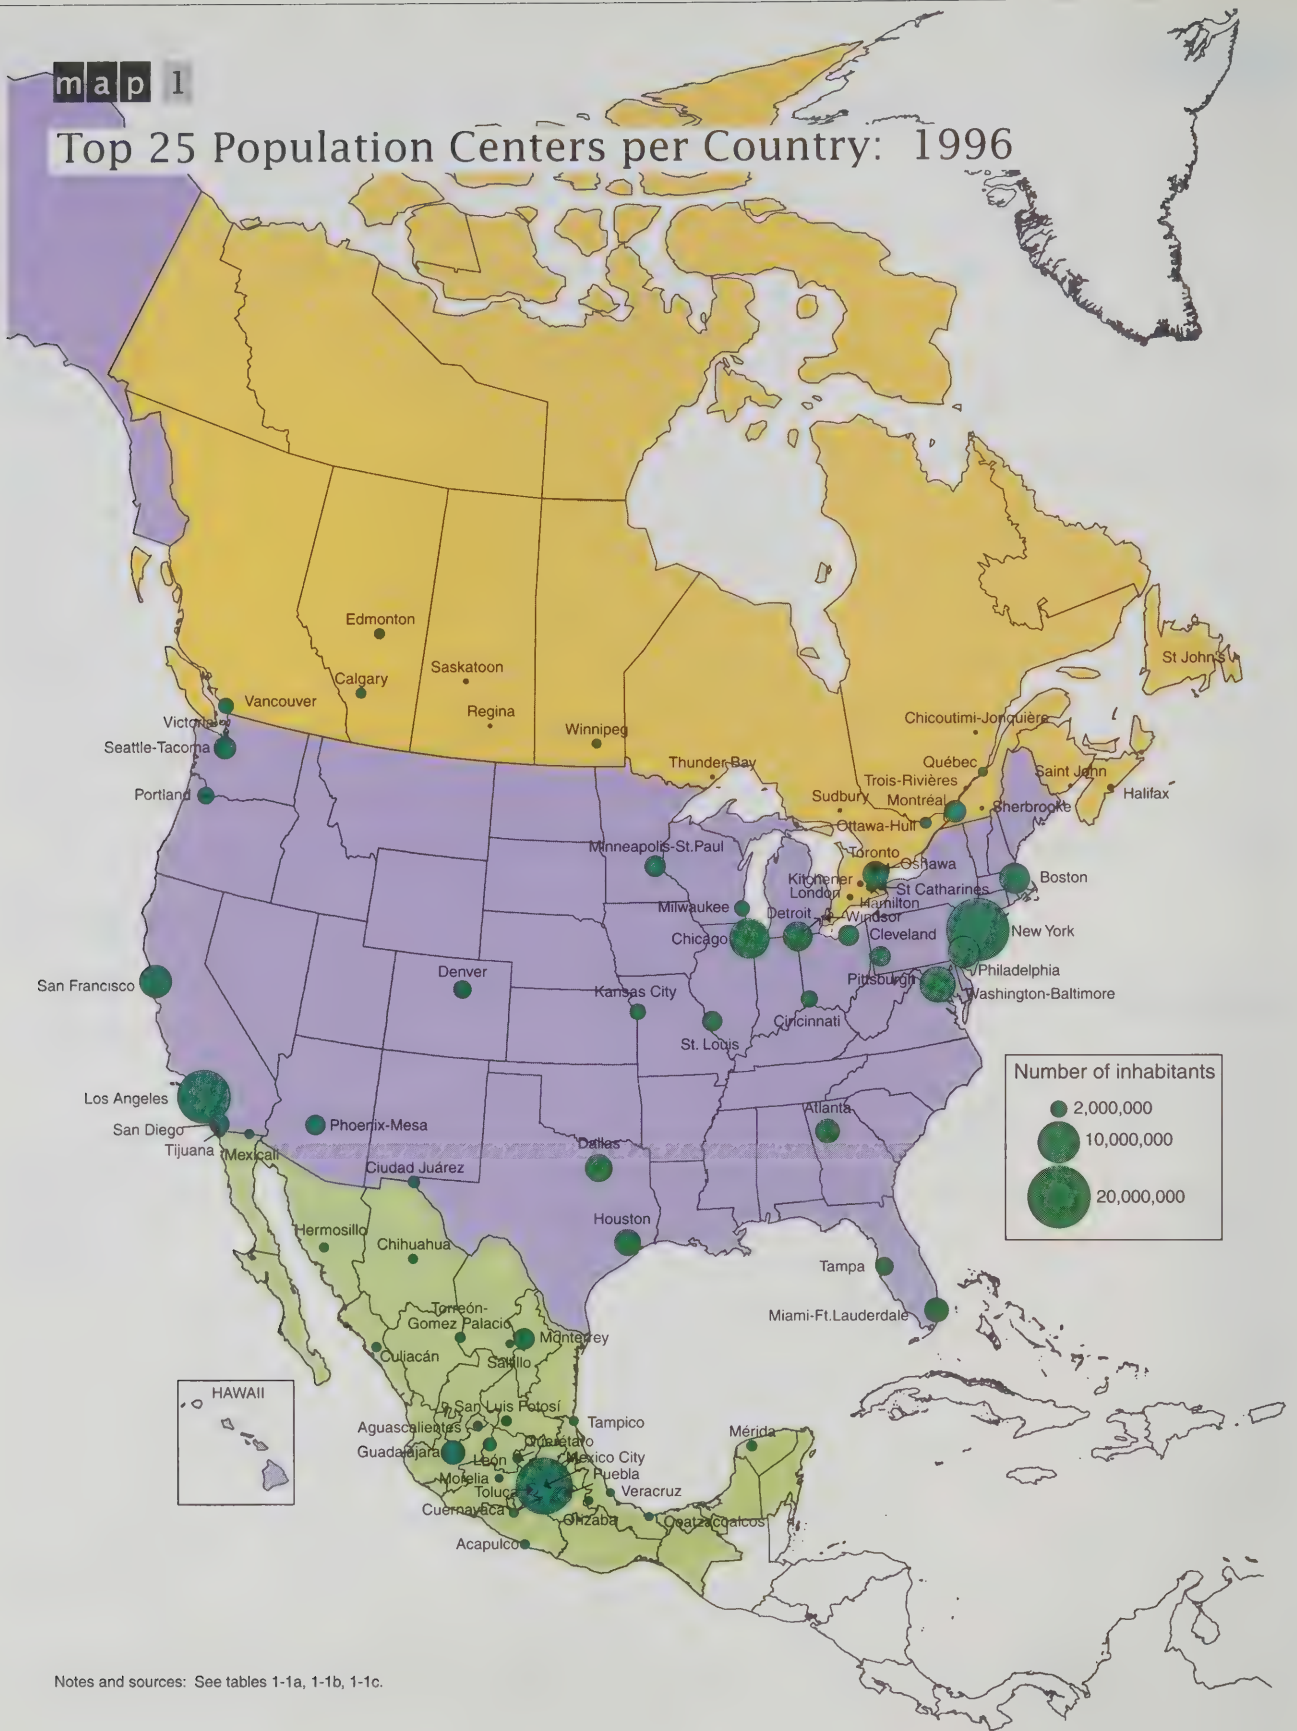 map 1
Top 25 Population Centers per Country: 1996
Edmonton
Saskatoon
Calgary
Vancouver
Regina
Victoria
Winnipeg
Seattle-Tacoma
Portland
St John's
Chicoutimi-Jonquière
Thunder Bay
Québec
Saint John
Trois-Rivières
Sudbury
Montréal
Halifax
Sherbrooke
Ottawa-Hull
Minneapolis-St.Paul
Toronto
Oshawa
Kitchener
London
St Catharines
Boston
Hamilton
Milwaukee
Detroit
Windsor
Chicago
Cleveland
New York
Philadelphia
Pittsburgh
Washington-Baltimore
San Francisco
Denver
Kansas City
Cincinnati
St. Louis
Los Angeles
San Diego
Phoenix-Mesa
Atlanta
Tijuana
Mexicali
Dallas
Ciudad Juárez
Number of inhabitants
2,000,000
10,000,000
20,000,000
Houston
Hermosillo
Chihuahua
Tampa
Miami-Ft.Lauderdale
Torreón-
Gomez Palacio
Monterrey
Culiacán
Saltillo
HAWAII
San Luis Potosí
Aguascalientes
Tampico
Mérida
Guadalajara
Querétaro
León
Mexico City
Morelia
Puebla
Toluca
Veracruz
Cuernavaca
Orizaba
Coatzacoalcos
Acapulco
Notes and sources: See tables 1-1a, 1-1b, 1-1c.